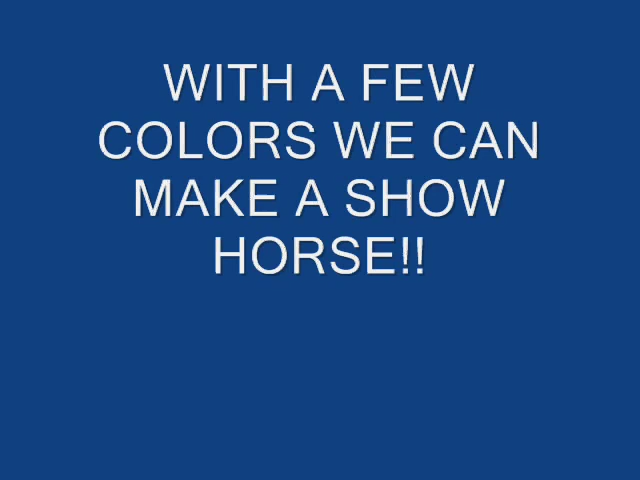 WITH A FEW
COLORS WE CAN
MAKE A SHOW
HORSE!!